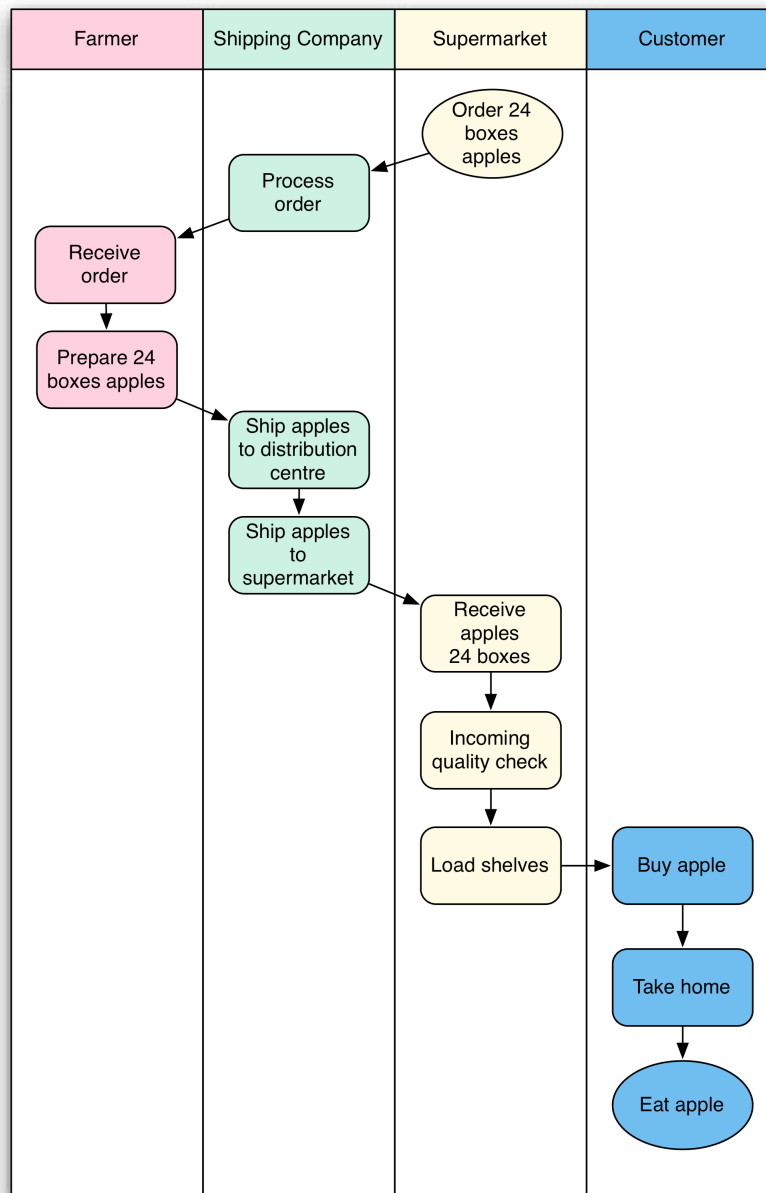 Farmer
Shipping Company
Supermarket
Customer
Order 24
boxes
apples
Process
order
Receive
order
Prepare 24
boxes apples
Ship apples
to distribution
centre
Ship apples
to
supermarket
Receive
apples
24 boxes
Incoming
quality check
Load shelves
Buy apple
Take home
Eat apple